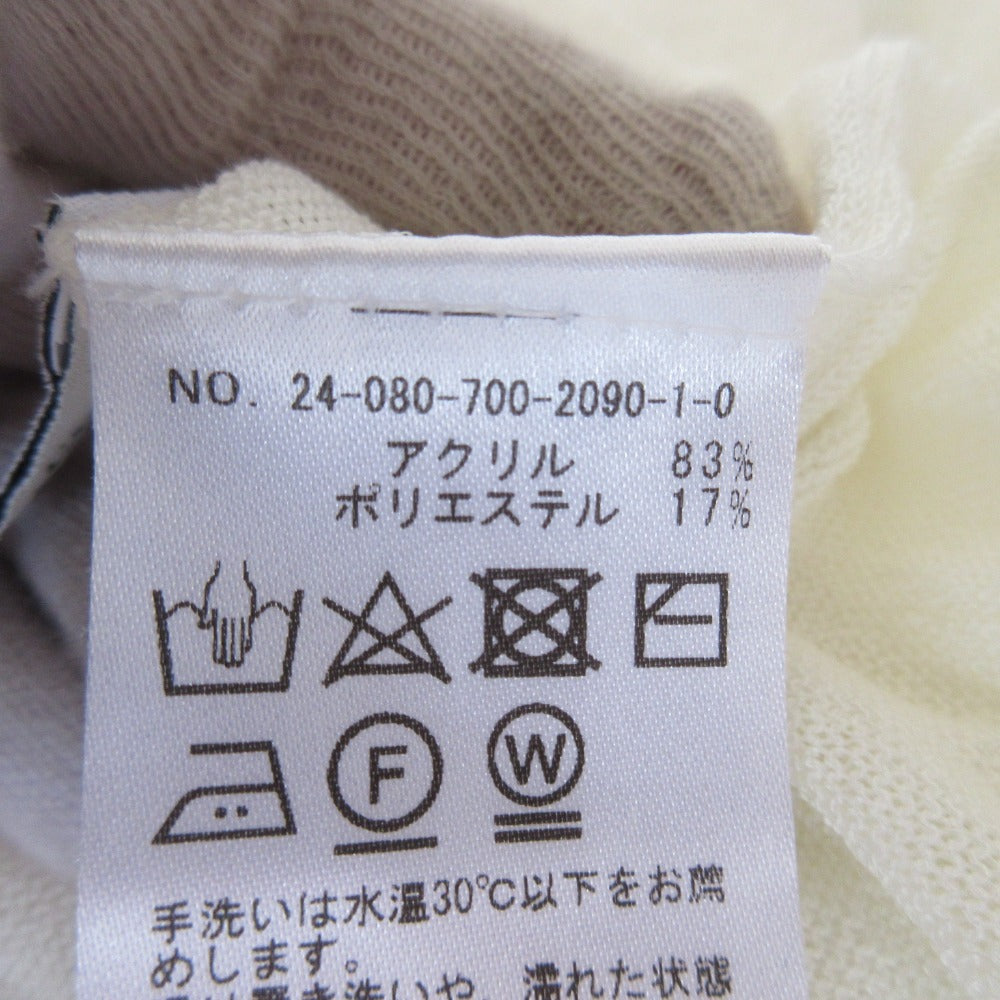 NO. 24-080-700-2090-1-0
アクリル 83%
ポリエステル 17%
F W
手洗いは水温30℃以下をお薦
めします。
や、濡れた状態